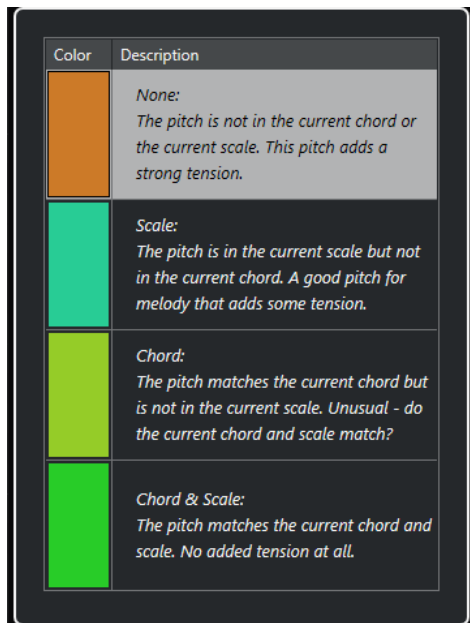 Color Description
None:
The pitch is not in the current chord or
the current scale. This pitch adds a
strong tension.
Scale:
The pitch is in the current scale but not
in the current chord. A good pitch for
melody that adds some tension.
Chord:
The pitch matches the current chord but
is not in the current scale. Unusual - do
the current chord and scale match?
Chord & Scale:
The pitch matches the current chord and
scale. No added tension at all.